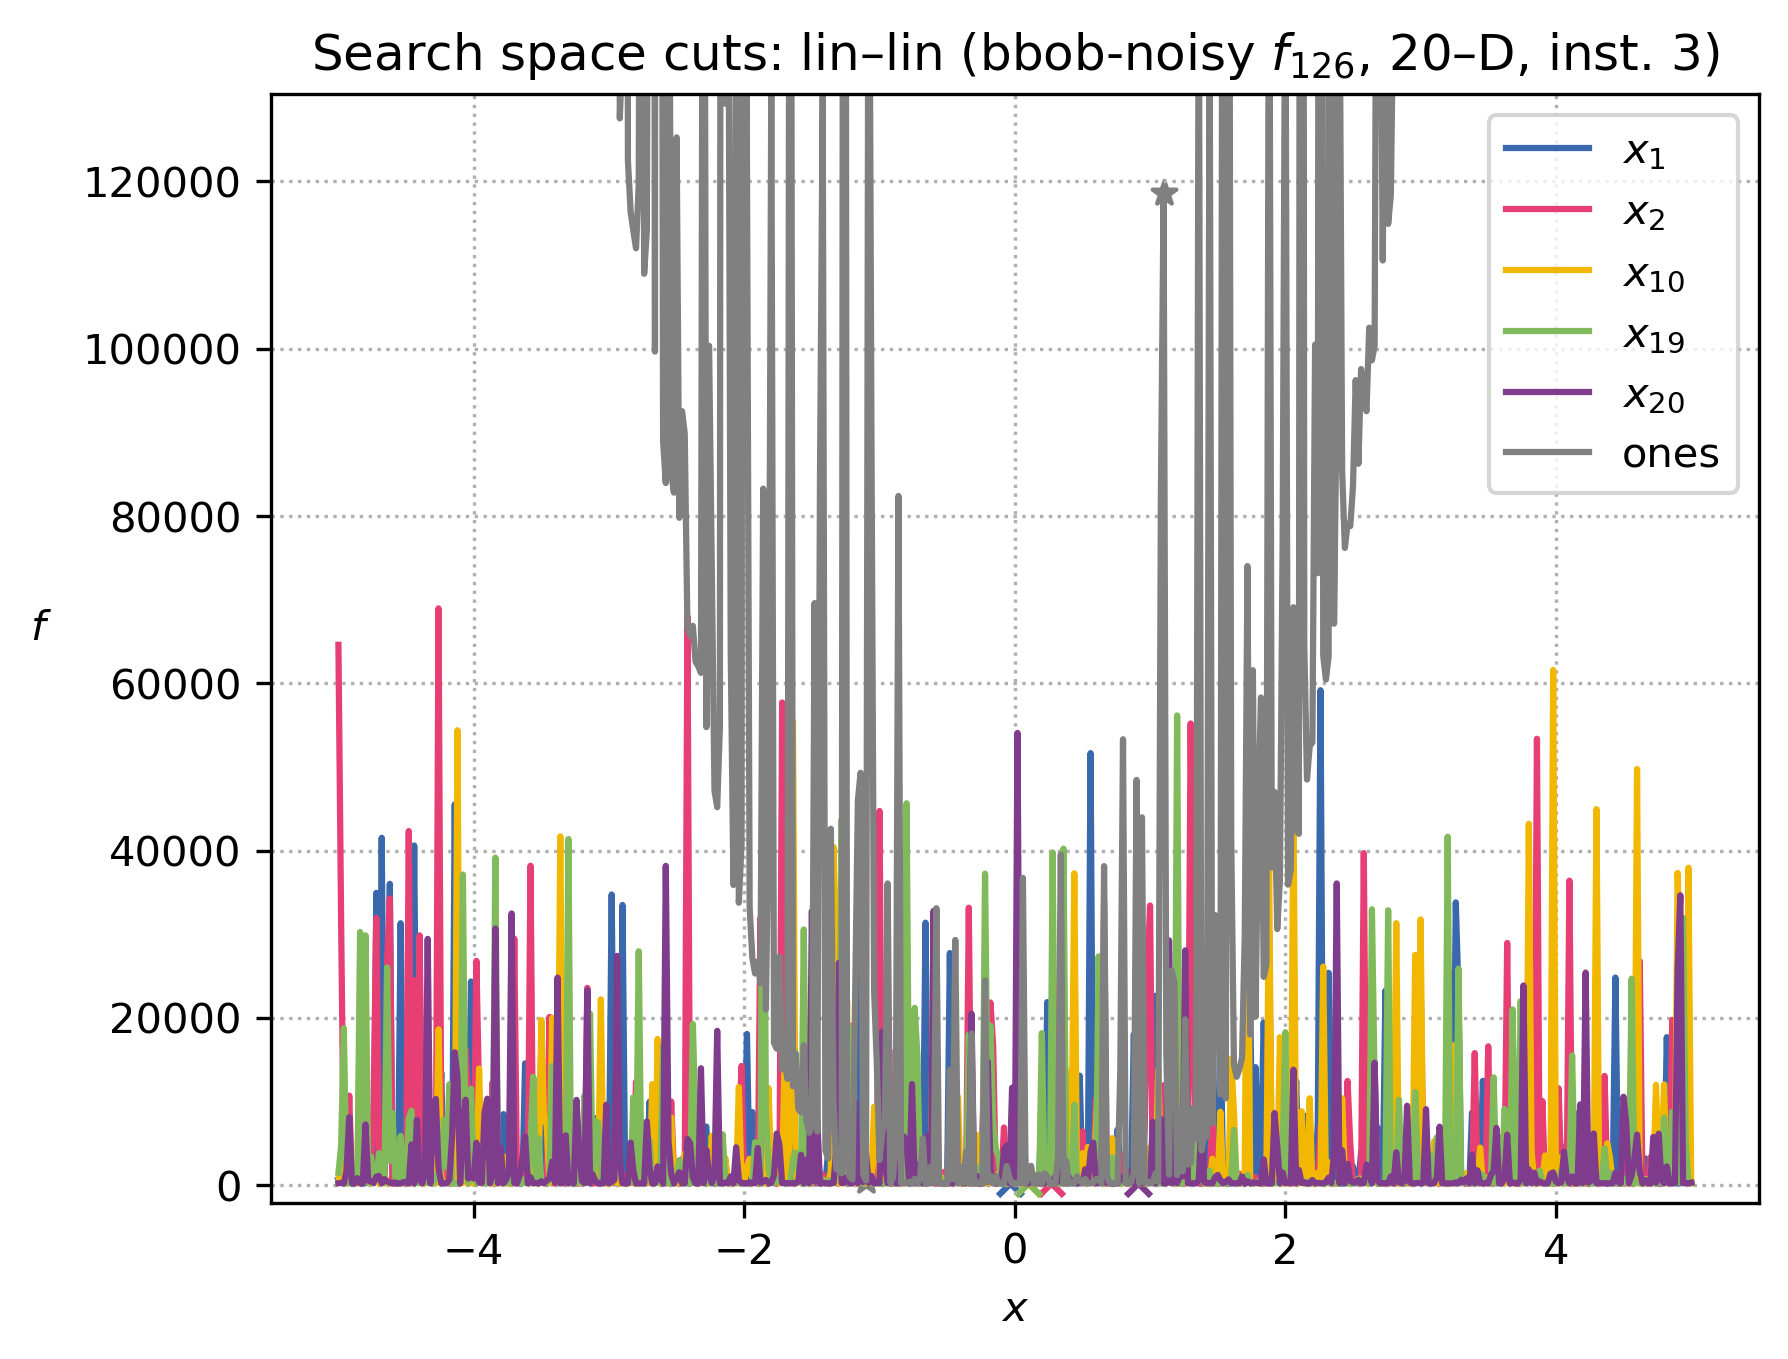 Search space cuts: lin–lin (bbob-noisy f₁₂₆, 20–D, inst. 3)
120000
100000
80000
60000
40000
20000
0
f
x₁
x₂
x₁₀
x₁₉
x₂₀
ones
−4
−2
0
2
4
x